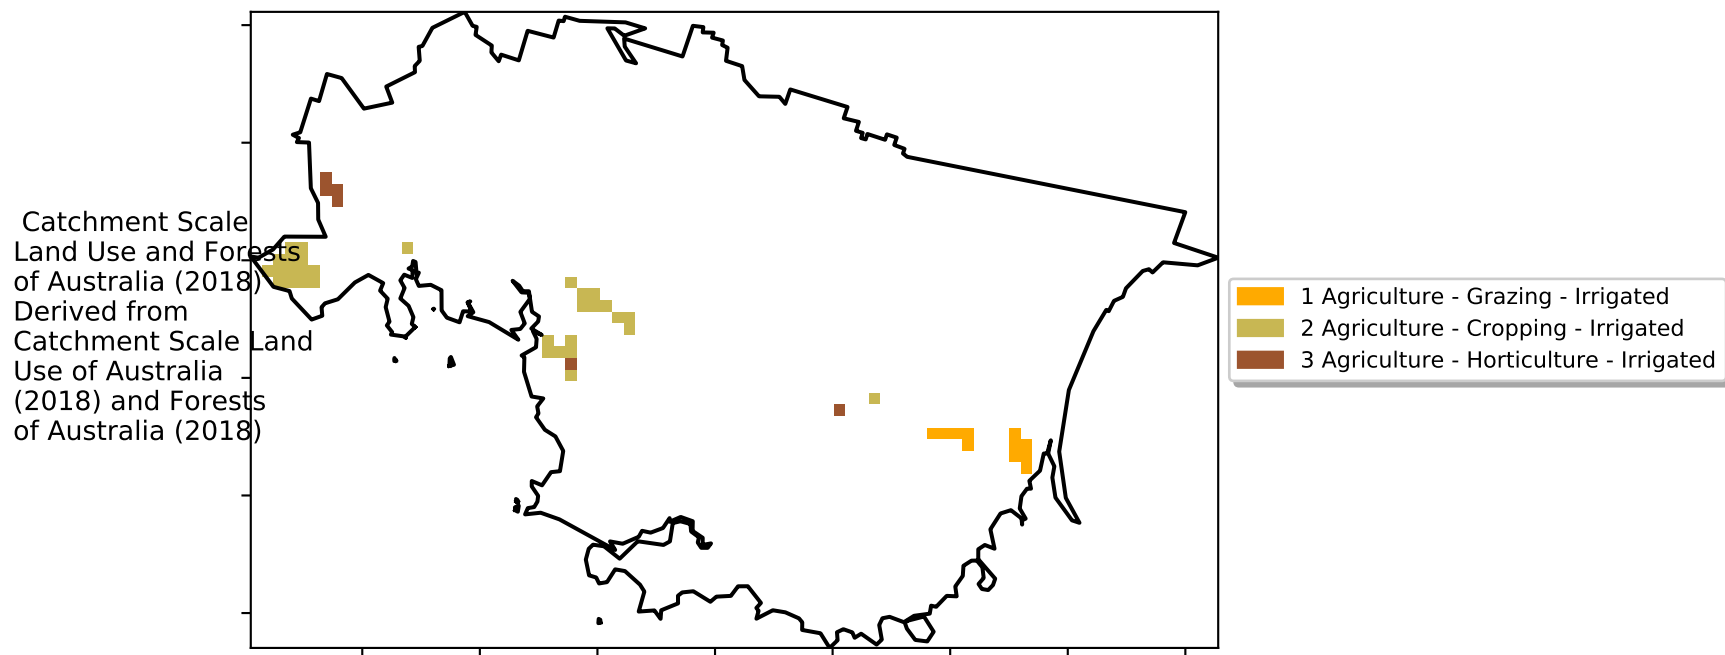 Catchment Scale
Land Use and Forests
of Australia (2018)
Derived from
Catchment Scale Land
Use of Australia
(2018) and Forests
of Australia (2018)
1 Agriculture - Grazing - Irrigated
2 Agriculture - Cropping - Irrigated
3 Agriculture - Horticulture - Irrigated